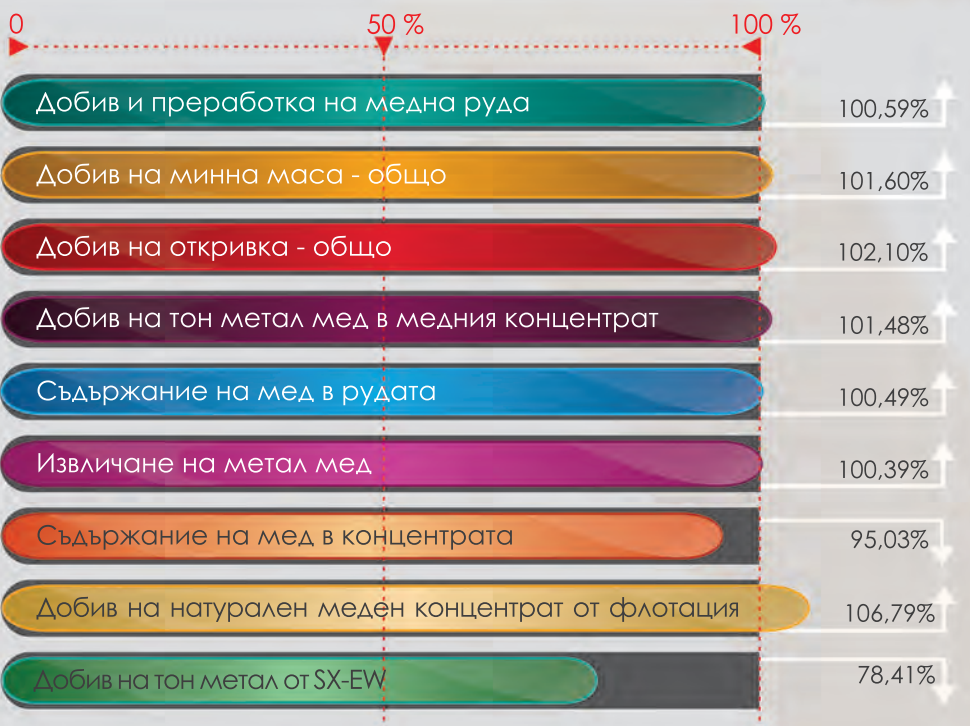 0 50 % 100 %
Добив и преработка на медна руда 100,59%
Добив на минна маса - общо 101,60%
Добив на откривка - общо 102,10%
Добив на тон метал мед в медния концентрат 101,48%
Съдържание на мед в рудата 100,49%
Извличане на метал мед 100,39%
Съдържание на мед в концентрата 95,03%
Добив на натурален меден концентрат от флотация 106,79%
Добив на тон метал от SX-EW 78,41%